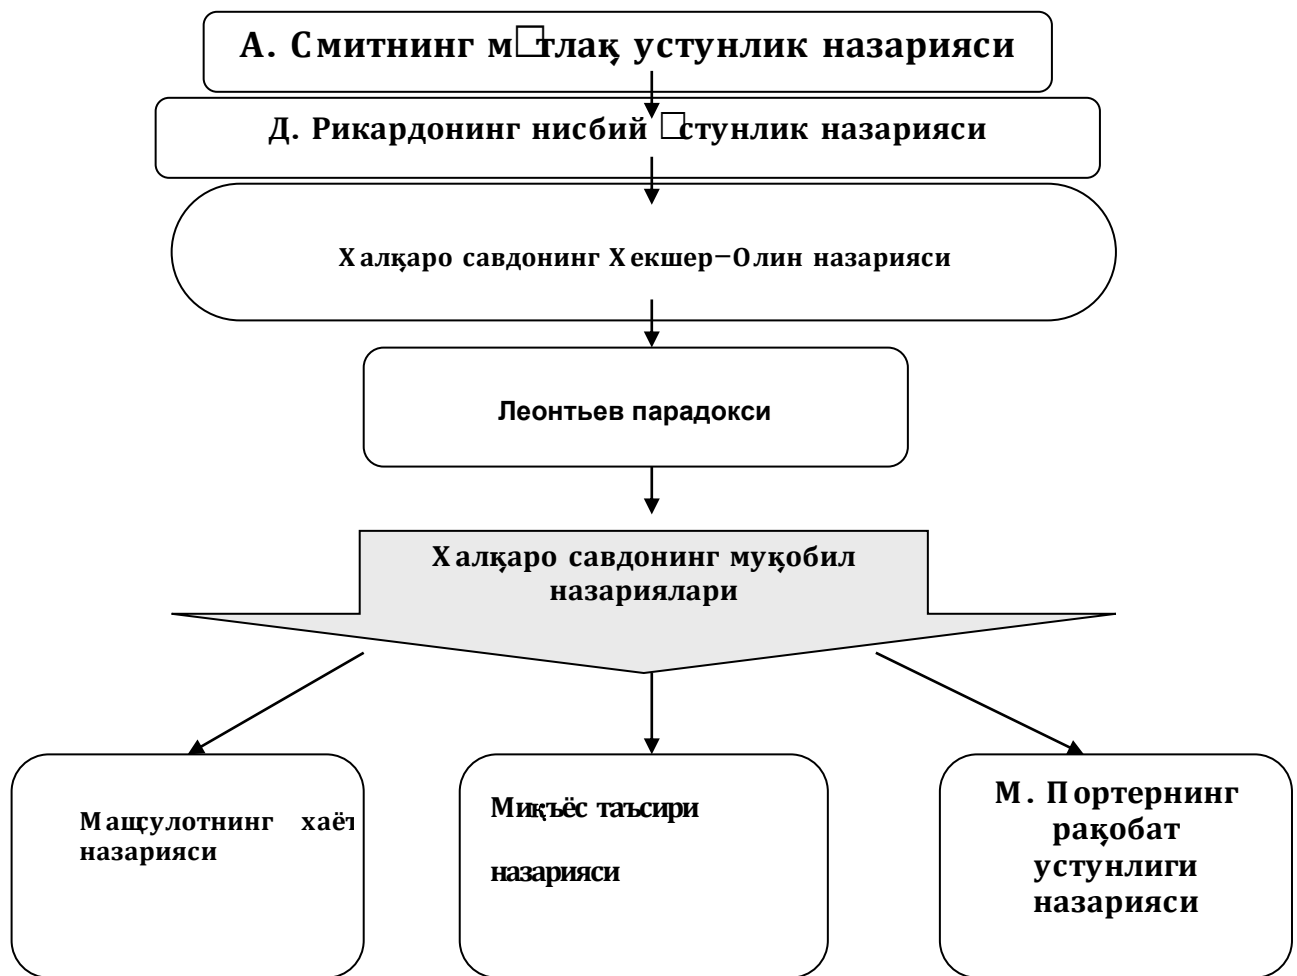 А. Смитнинг м□тлақ устунлик назарияси
Д. Рикардонинг нисбий □стунлик назарияси
Халқаро савдонинг Хекшер–Олин назарияси
Леонтьев парадокси
Халқаро савдонинг муқобил
назариялари
Мащсулотнинг хаёт
назарияси
Миқъёс таъсири
назарияси
М. Портернинг
рақобат
устунлиги
назарияси